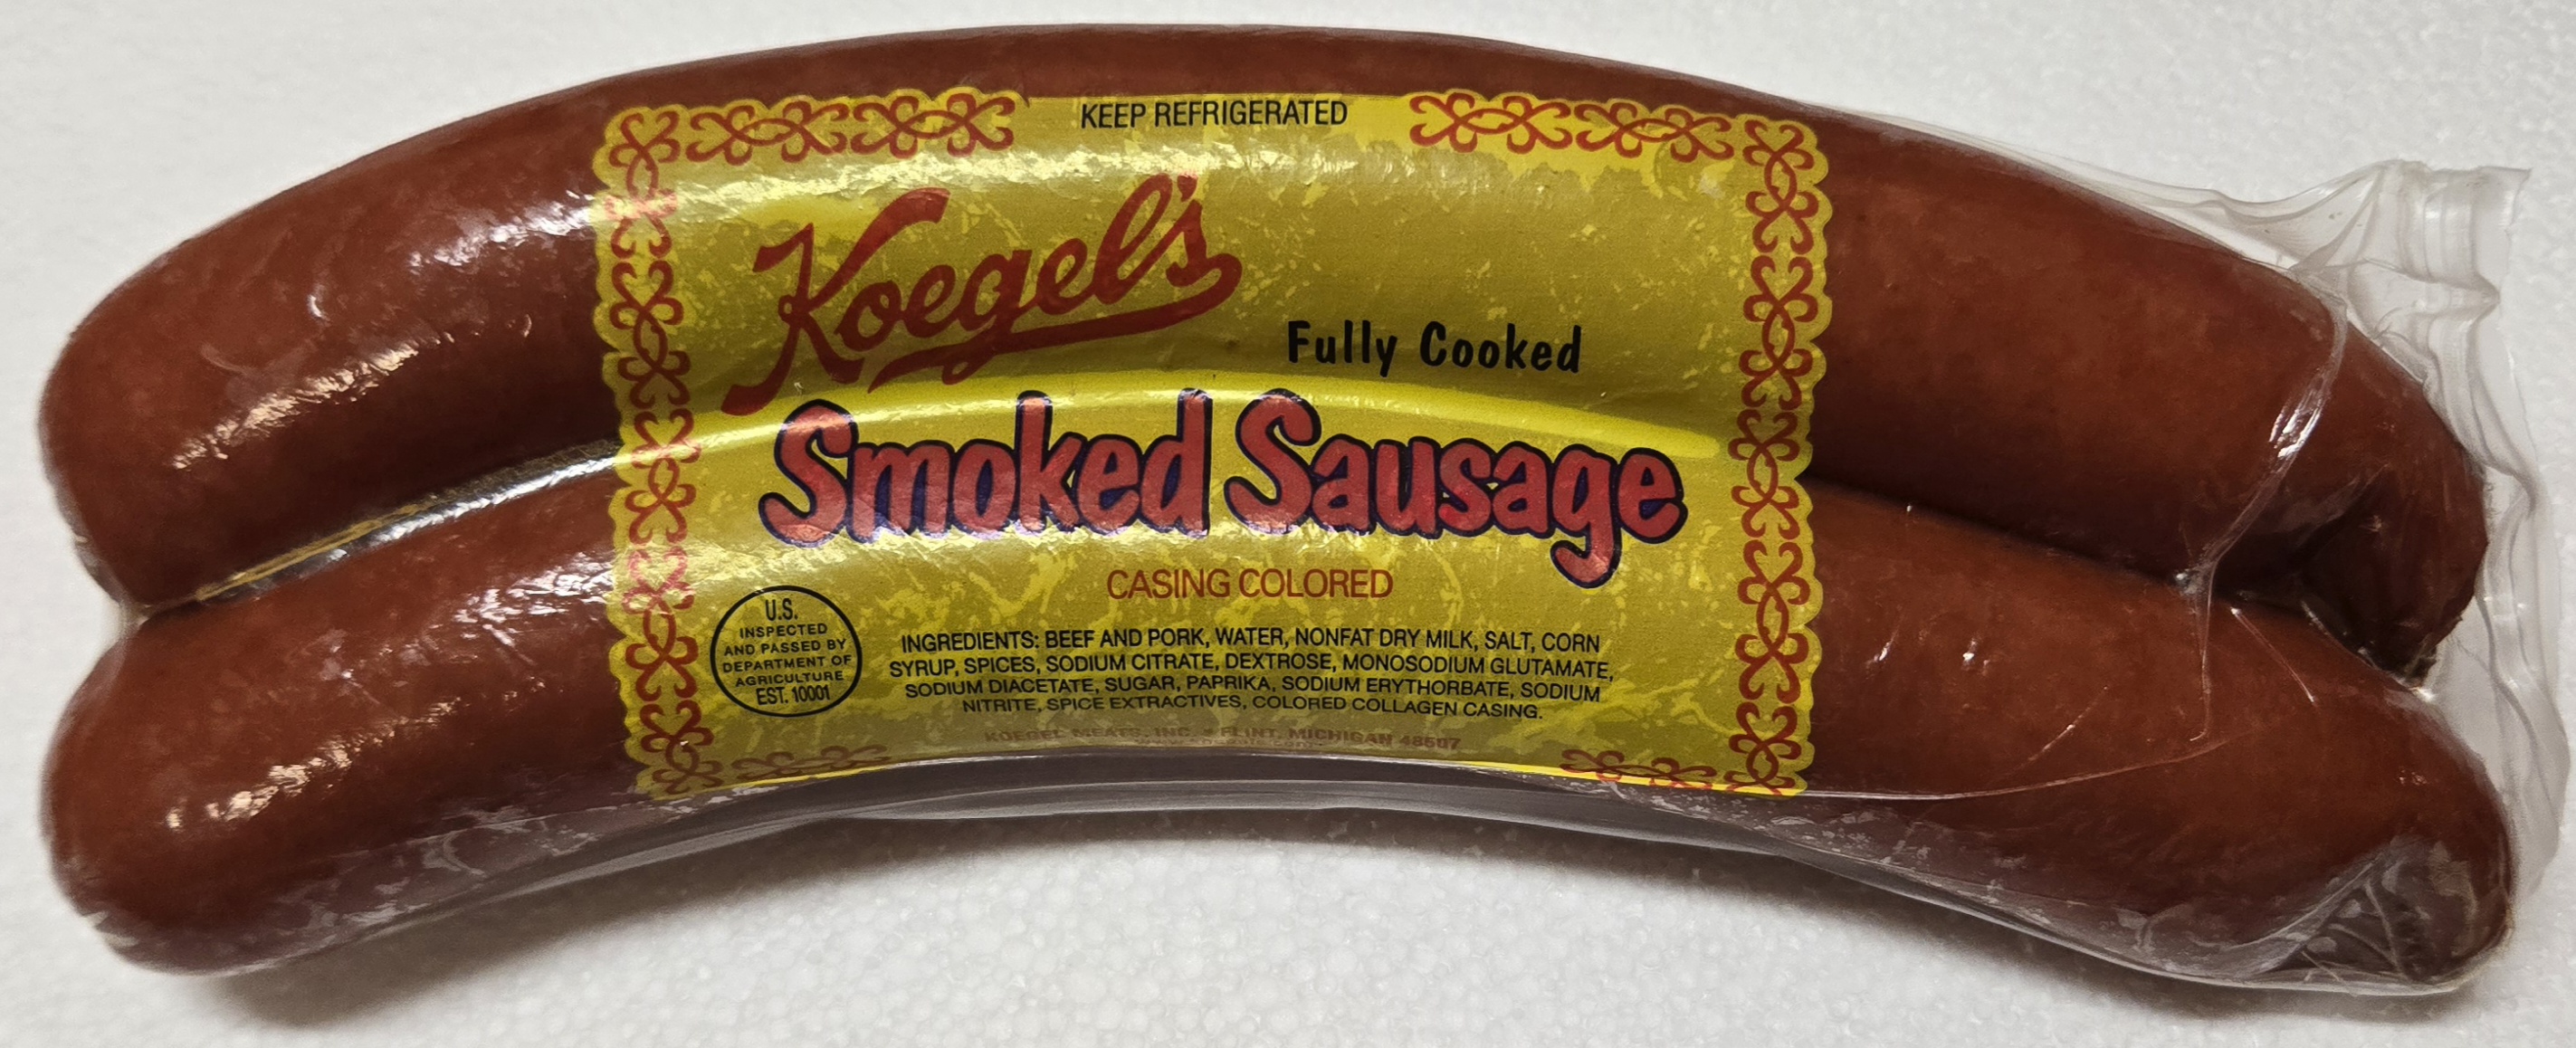 KEEP REFRIGERATED
Koegel's
Fully Cooked
Smoked Sausage
CASING COLORED
U.S.
INSPECTED
AND PASSED BY
DEPARTMENT OF
AGRICULTURE
EST. 10001
INGREDIENTS: BEEF AND PORK, WATER, NONFAT DRY MILK, SALT, CORN
SYRUP, SPICES, SODIUM CITRATE, DEXTROSE, MONOSODIUM GLUTAMATE,
SODIUM DIACETATE, SUGAR, PAPRIKA, SODIUM ERYTHORBATE, SODIUM
NITRITE, SPICE EXTRACTIVES, COLORED COLLAGEN CASING.
KOEGEL MEATS, INC. • FLINT, MICHIGAN 48507